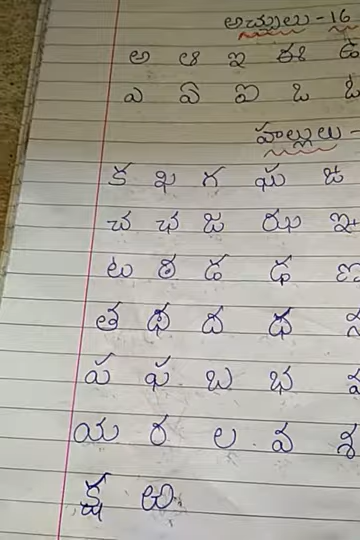 అచ్చులు - 16
అ ఆ ఇ ఈ ఉ
ఎ ఏ ఐ ఒ ఓ
హల్లులు -
క ఖ గ ఘ ఙ
చ ఛ జ ఝ ఞ
ట ఠ డ ఢ ణ
త థ ద ధ న
ప ఫ బ భ మ
య ర ల వ శ
క్ష ఱ